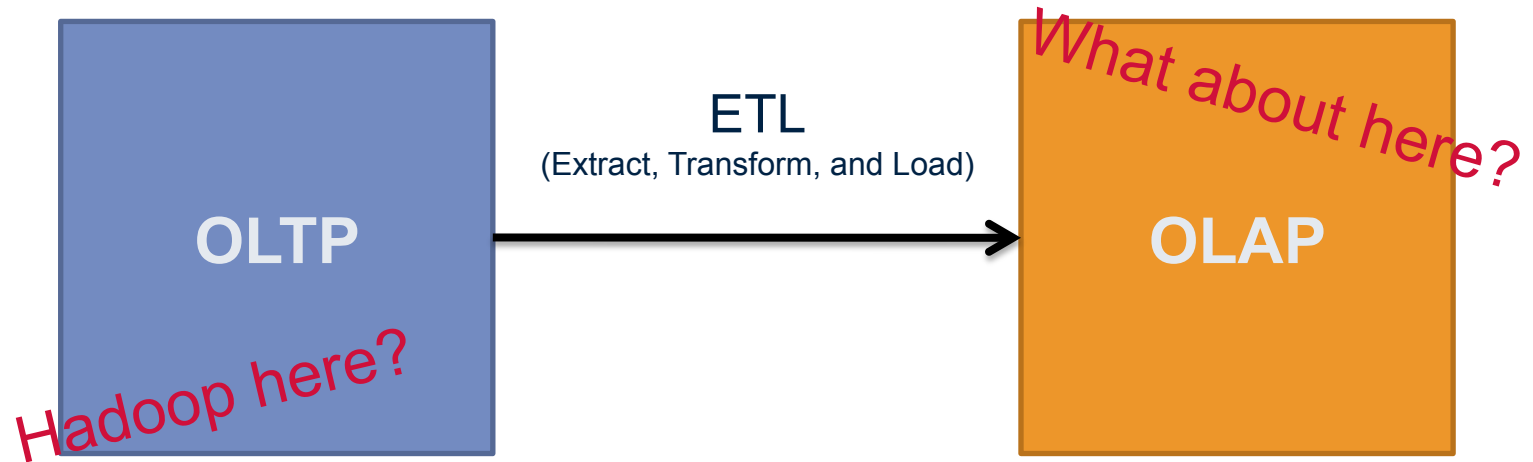 What about here?
ETL
(Extract, Transform, and Load)
OLTP
OLAP
Hadoop here?